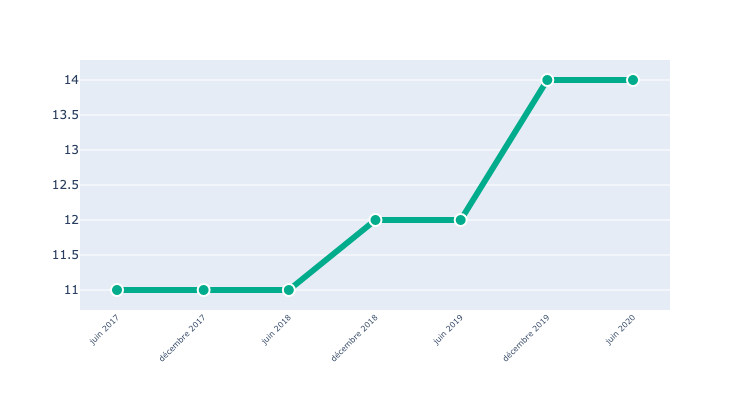 14
13.5
13
12.5
12
11.5
11
juin 2017
décembre 2017
juin 2018
décembre 2018
juin 2019
décembre 2019
juin 2020